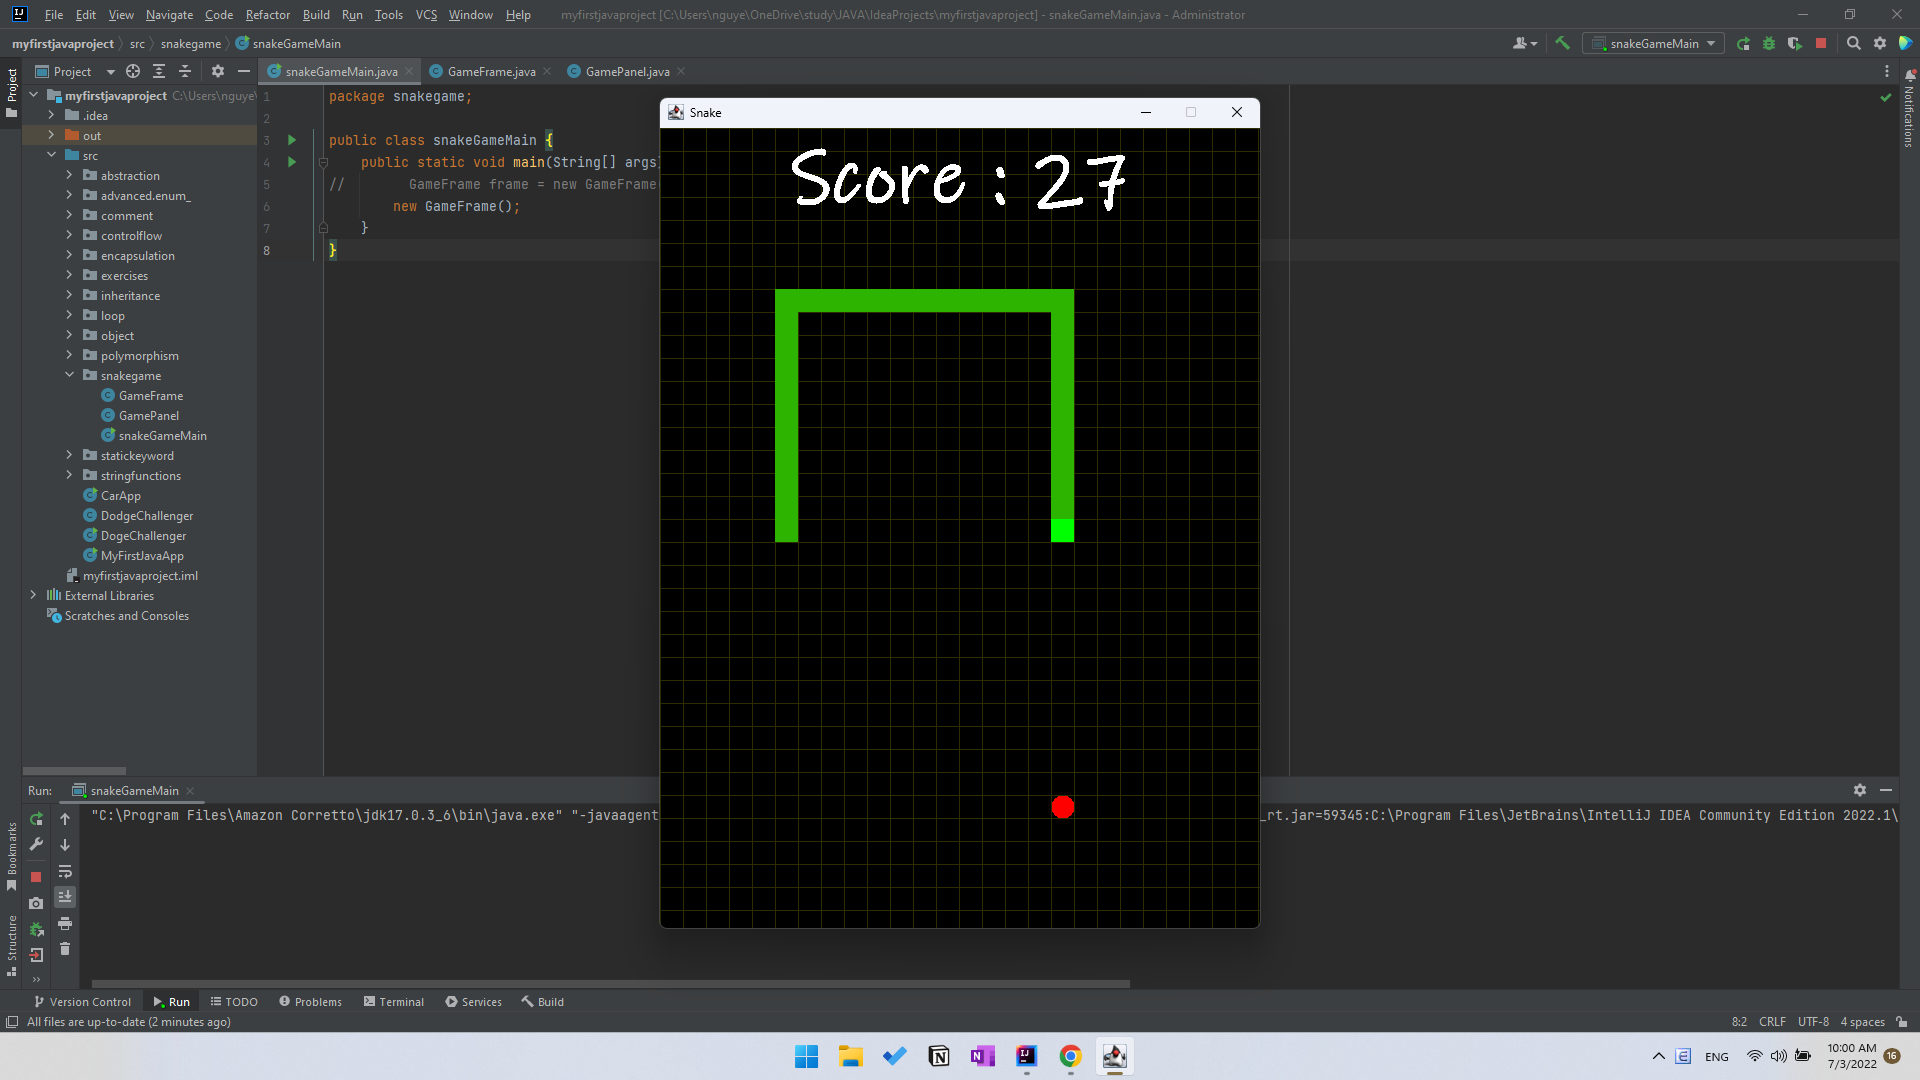 File Edit View Navigate Code Refactor Build Run Tools VCS Window Help myfirstjavaproject [C:\Users\nguye\OneDrive\study\JAVA\IdeaProjects\myfirstjavaproject] - snakeGameMain.java - Administrator
myfirstjavaproject src snakegame snakeGameMain snakeGameMain
Project snakeGameMain.java GameFrame.java GamePanel.java
Project
Notifications
myfirstjavaproject C:\Users\nguye\
.idea
out
src
abstraction
advanced.enum_
comment
controlflow
encapsulation
exercises
inheritance
loop
object
polymorphism
snakegame
GameFrame
GamePanel
snakeGameMain
statickeyword
stringfunctions
CarApp
DodgeChallenger
DogeChallenger
MyFirstJavaApp
myfirstjavaproject.iml
External Libraries
Scratches and Consoles
1 package snakegame;
2
3 public class snakeGameMain {
4 public static void main(String[] args)
5 // GameFrame frame = new GameFrame(
6 new GameFrame();
7 }
8 }
Snake
Score : 27
Run: snakeGameMain
"C:\Program Files\Amazon Corretto\jdk17.0.3_6\bin\java.exe" "-javaagent _rt.jar=59345:C:\Program Files\JetBrains\IntelliJ IDEA Community Edition 2022.1\
Bookmarks
Structure
Version Control Run TODO Problems Terminal Services Build
All files are up-to-date (2 minutes ago) 8:2 CRLF UTF-8 4 spaces
ENG 10:00 AM 16
7/3/2022